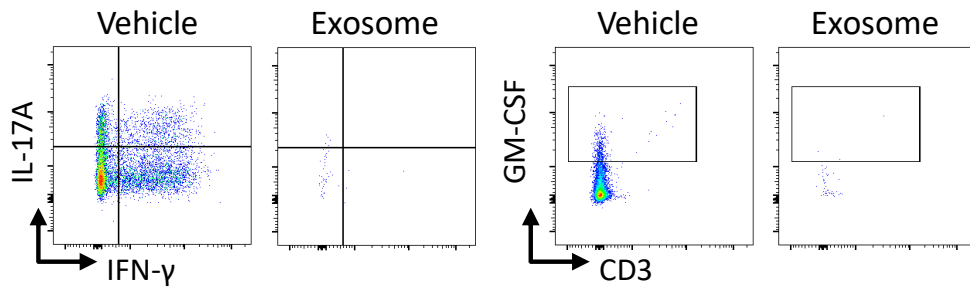 Vehicle
Exosome
Vehicle
Exosome
IL-17A
IFN-γ
GM-CSF
CD3